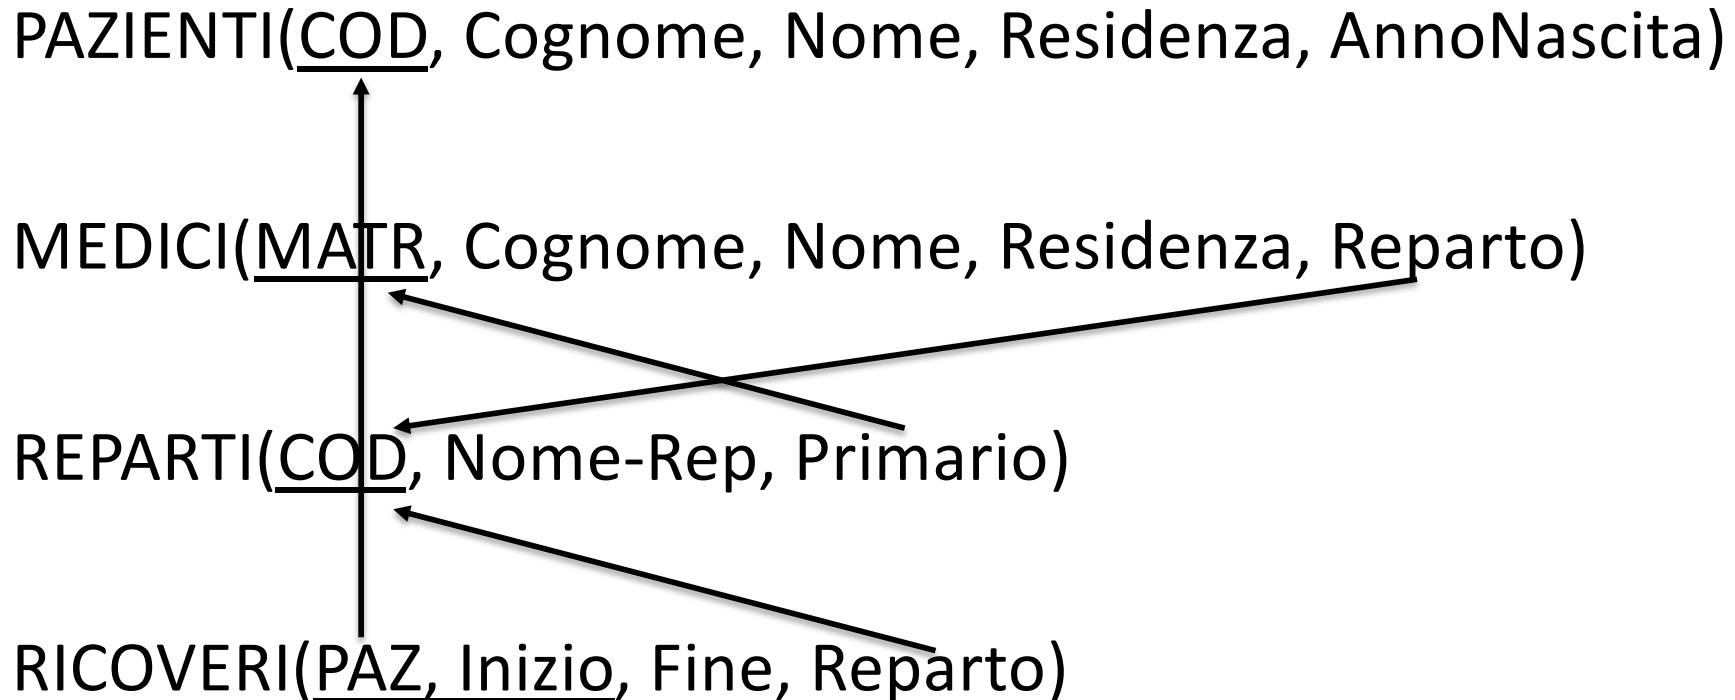 PAZIENTI(COD, Cognome, Nome, Residenza, AnnoNascita)
MEDICI(MATR, Cognome, Nome, Residenza, Reparto)
REPARTI(COD, Nome-Rep, Primario)
RICOVERI(PAZ, Inizio, Fine, Reparto)